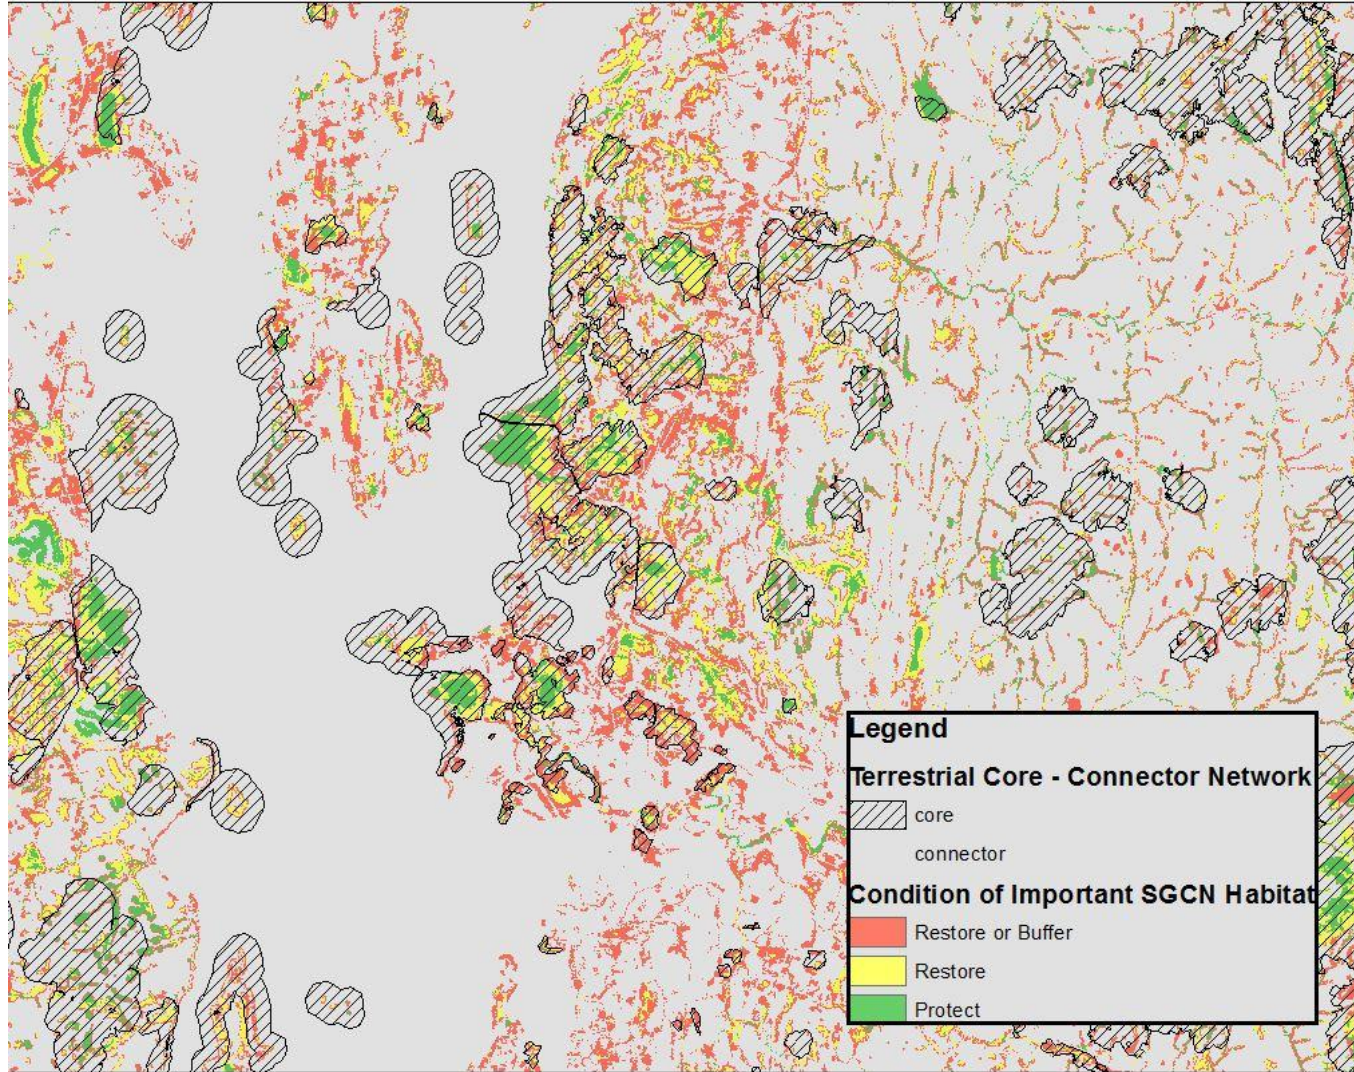 Legend
Terrestrial Core - Connector Network
core
connector
Condition of Important SGCN Habitat
Restore or Buffer
Restore
Protect